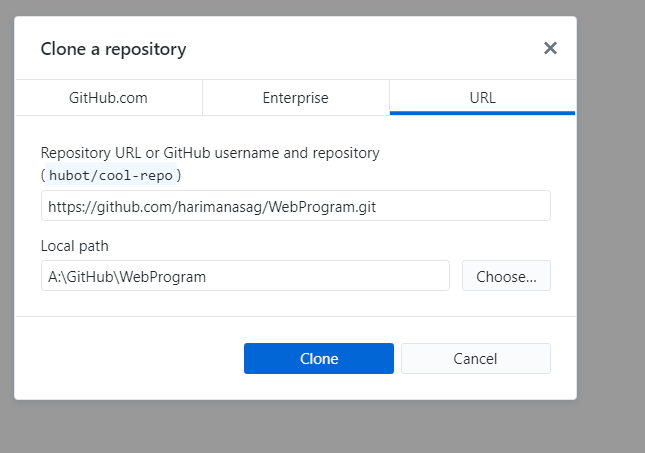 Clone a repository
GitHub.com
Enterprise
URL
Repository URL or GitHub username and repository
(hubot/cool-repo)
https://github.com/harimanasag/WebProgram.git
Local path
A:\GitHub\WebProgram
Choose...
Clone
Cancel